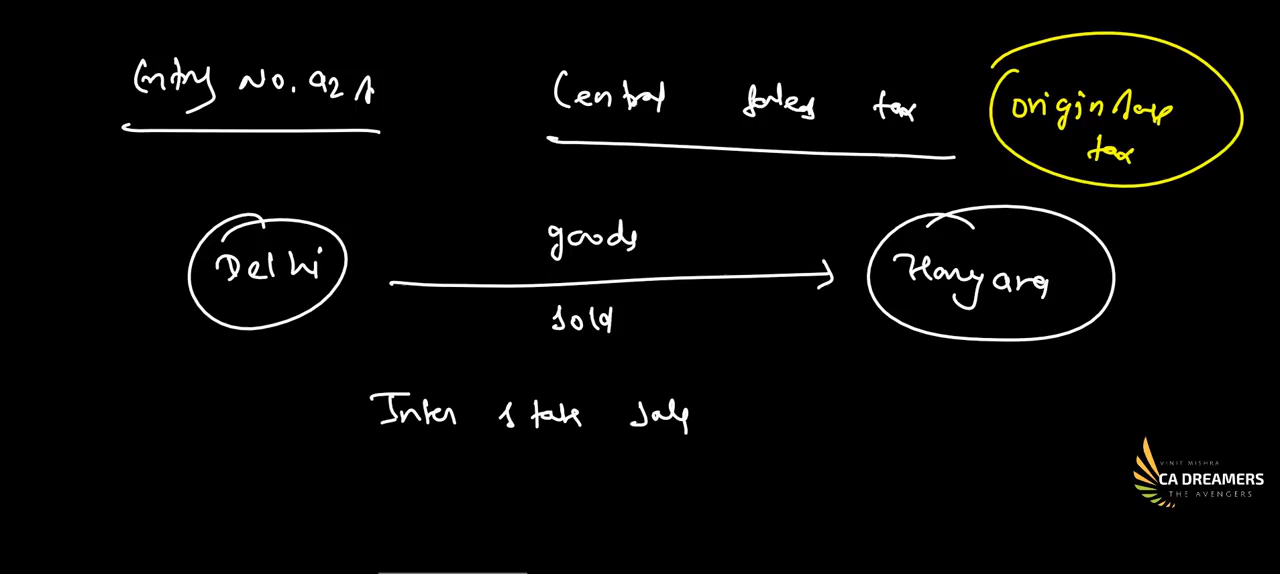 Entry No. 92A
Central Sales tax
origin base tax
Delhi
goods
sold
Haryana
Inter state sale
VINIT MISHRA
CA DREAMERS
THE AVENGERS